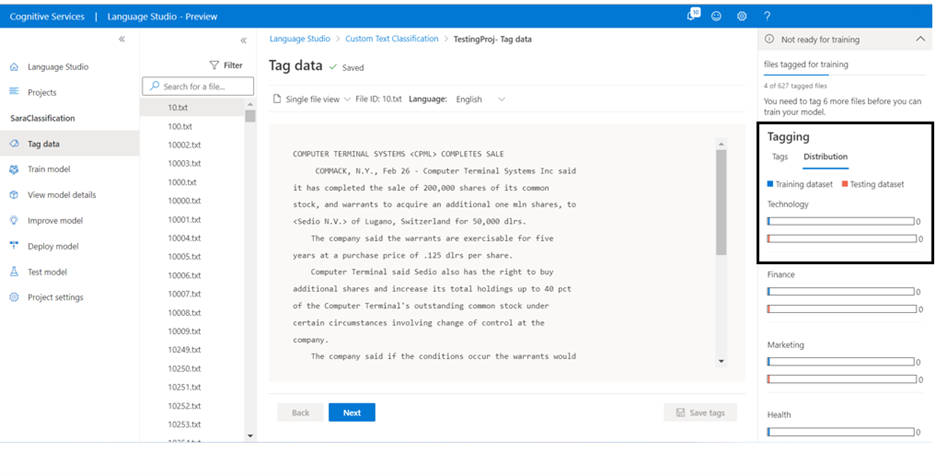 Cognitive Services | Language Studio - Preview
10
?
Language Studio
Projects
SaraClassification
Tag data
Train model
View model details
Improve model
Deploy model
Test model
Project settings
Filter
Search for a file...
10.txt
100.txt
10002.txt
10003.txt
1000.txt
10000.txt
10001.txt
10004.txt
10005.txt
10006.txt
10007.txt
10008.txt
10009.txt
10249.txt
10250.txt
10251.txt
10252.txt
10253.txt
Language Studio > Custom Text Classification > TestingProj- Tag data
Tag data Saved
Single file view File ID: 10.txt Language: English
COMPUTER TERMINAL SYSTEMS <CPML> COMPLETES SALE
COMMACK, N.Y., Feb 26 - Computer Terminal Systems Inc said
it has completed the sale of 200,000 shares of its common
stock, and warrants to acquire an additional one mln shares, to
<Sedio N.V.> of Lugano, Switzerland for 50,000 dlrs.
The company said the warrants are exercisable for five
years at a purchase price of .125 dlrs per share.
Computer Terminal said Sedio also has the right to buy
additional shares and increase its total holdings up to 40 pct
of the Computer Terminal's outstanding common stock under
certain circumstances involving change of control at the
company.
The company said if the conditions occur the warrants would
Back
Next
Save tags
Not ready for training
files tagged for training
4 of 627 tagged files
You need to tag 6 more files before you can
train your model.
Tagging
Tags Distribution
Training dataset Testing dataset
Technology
0
0
Finance
0
0
Marketing
0
0
Health
0